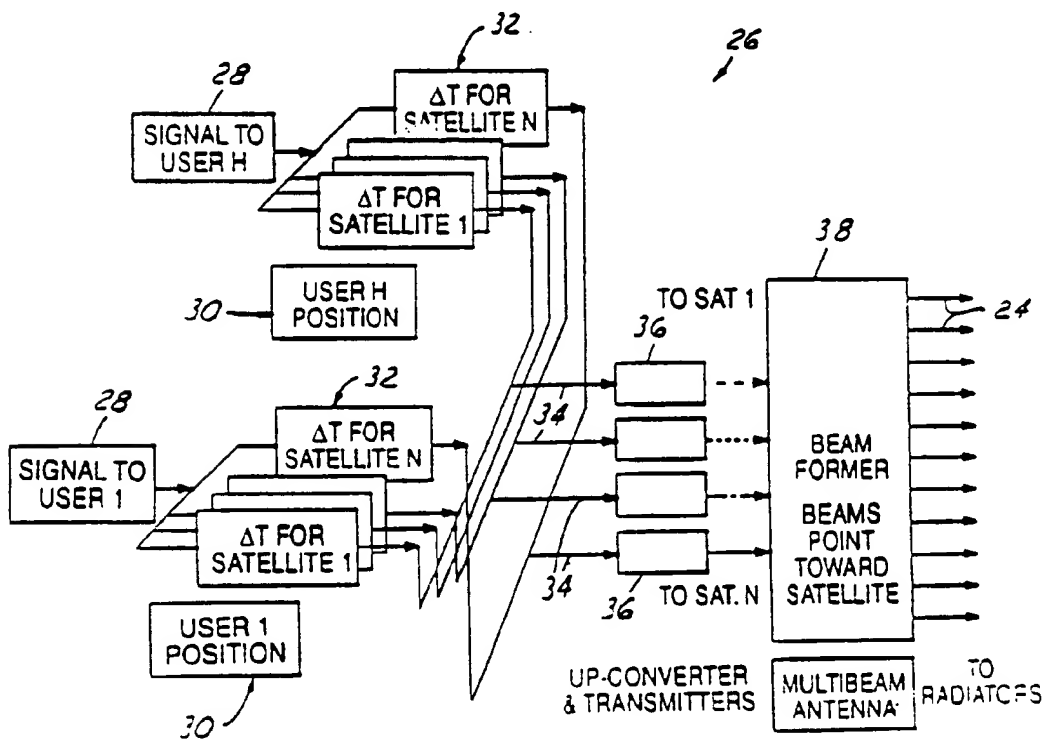 32
26
28
ΔT FOR
SATELLITE N
SIGNAL TO
USER H
ΔT FOR
SATELLITE 1
38
30
USER H
POSITION
TO SAT 1
24
36
32
28
ΔT FOR
SATELLITE N
34
SIGNAL TO
USER 1
BEAM
FORMER
ΔT FOR
SATELLITE 1
BEAMS
POINT
TOWARD
SATELLITE
34
34
36
TO SAT. N
USER 1
POSITION
30
UP-CONVERTER
& TRANSMITTERS
MULTIBEAM
ANTENNA
TO
RADIATORS